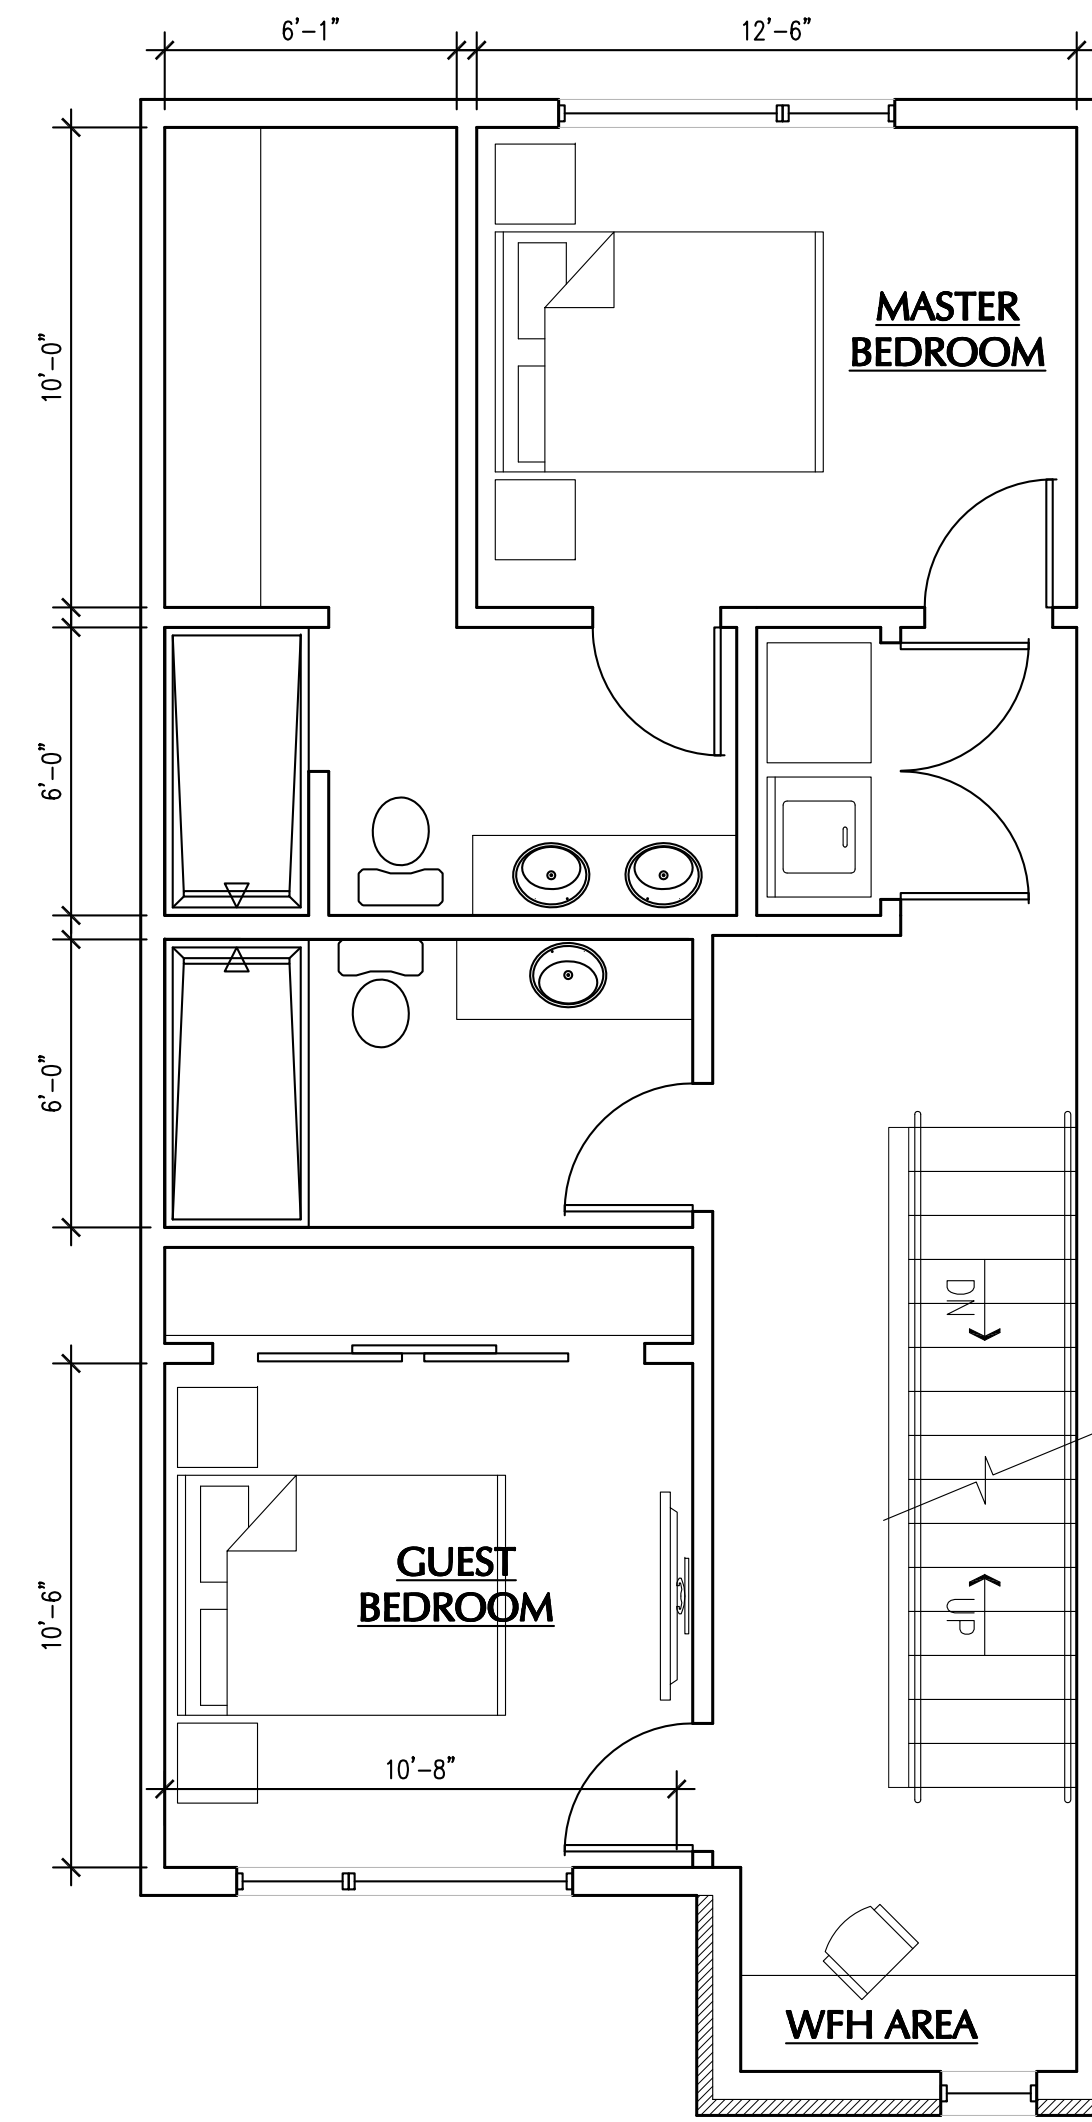 6'-1"
12'-6"
MASTER
BEDROOM
10'-0"
6'-0"
6'-0"
DN
GUEST
BEDROOM
UP
10'-6"
10'-8"
WFH AREA